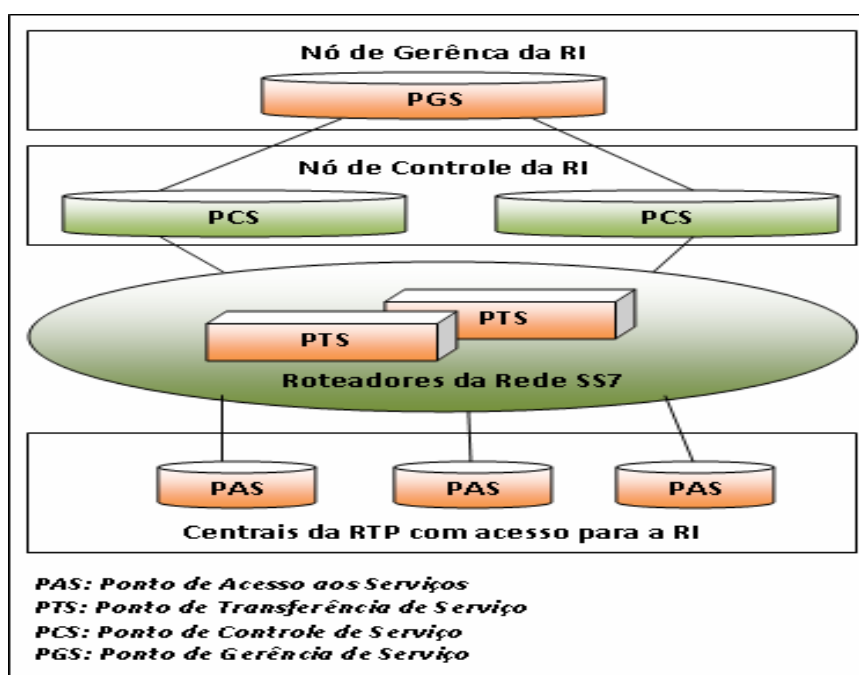 Nó de Gerênca da RI
PGS
Nó de Controle da RI
PCS
PCS
PTS
PTS
Roteadores da Rede SS7
PAS
PAS
PAS
Centrais da RTP com acesso para a RI
PAS: Ponto de Acesso aos Serviços
PTS: Ponto de Transferência de Serviço
PCS: Ponto de Controle de Serviço
PGS: Ponto de Gerência de Serviço